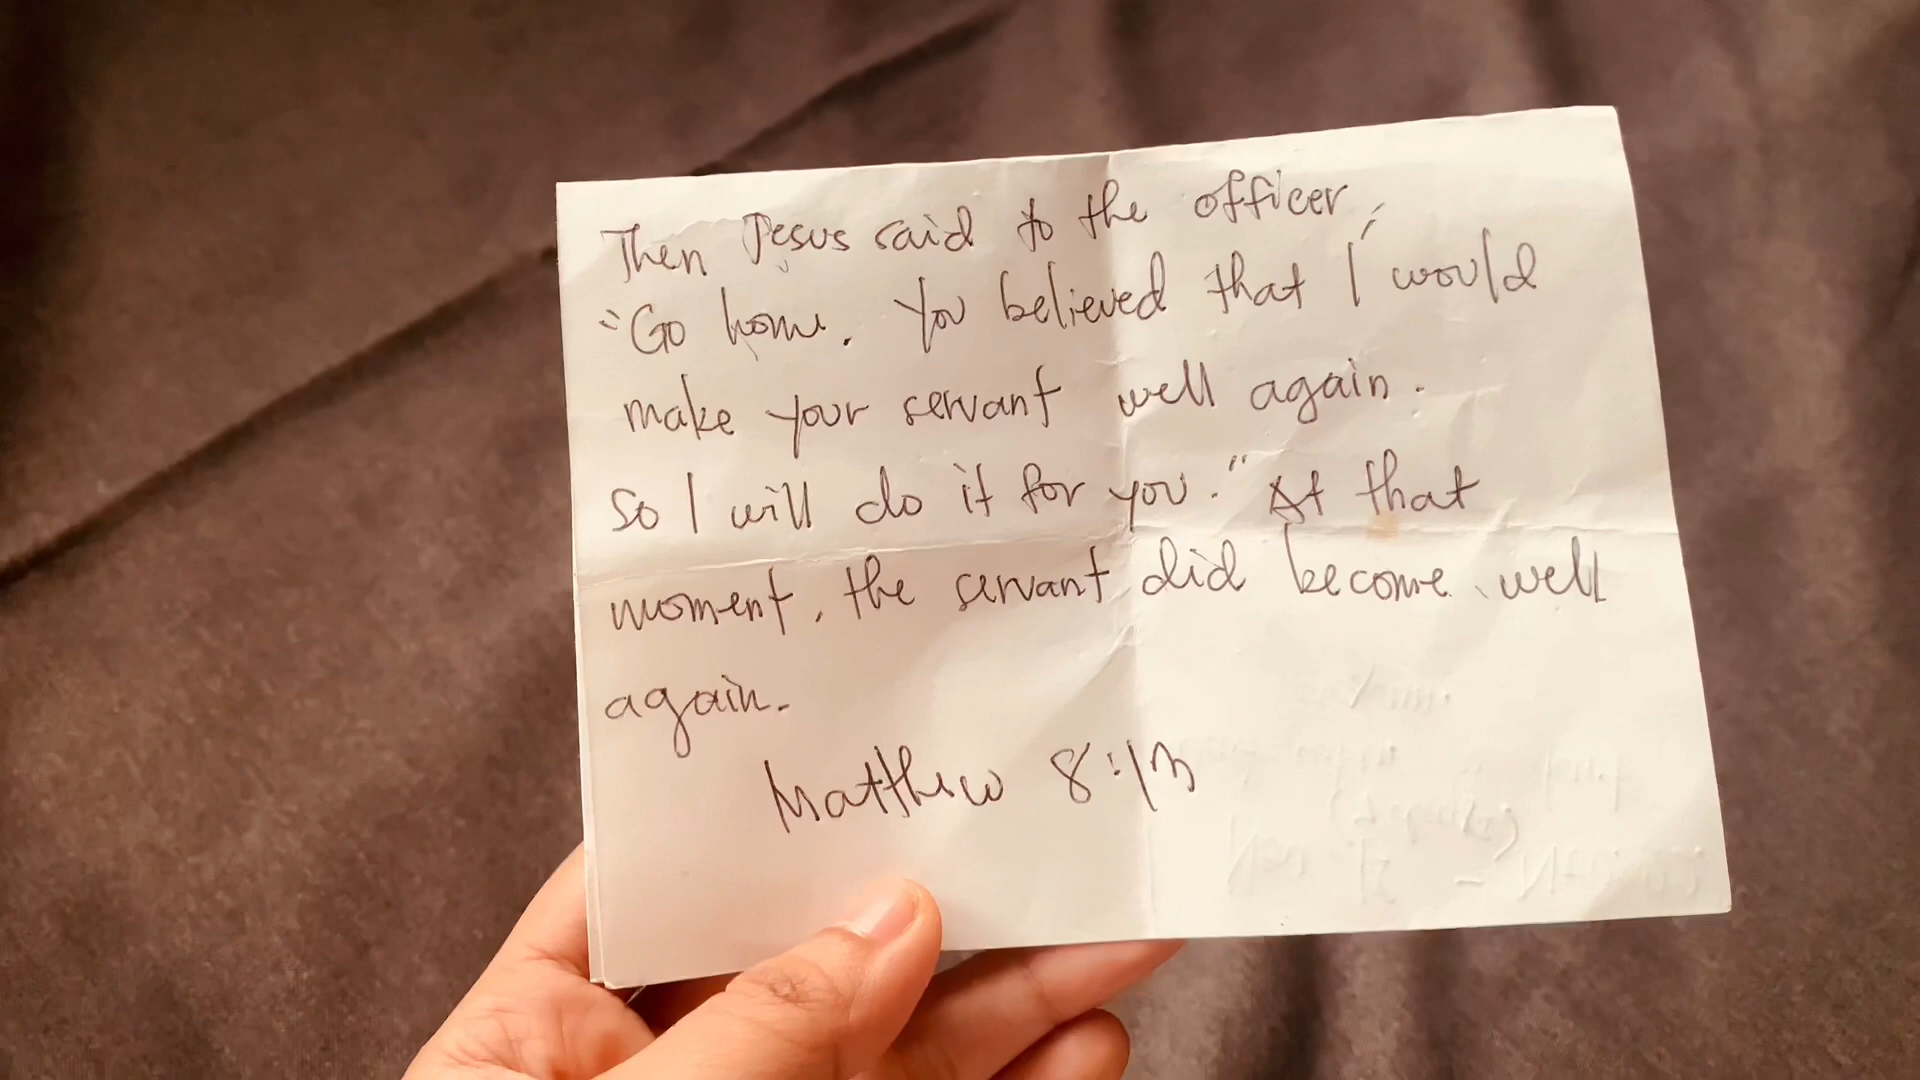 Then Jesus said to the officer,
"Go home. You believed that I would
make your servant well again.
So I will do it for you." At that
moment, the servant did become well
again.
Matthew 8:13